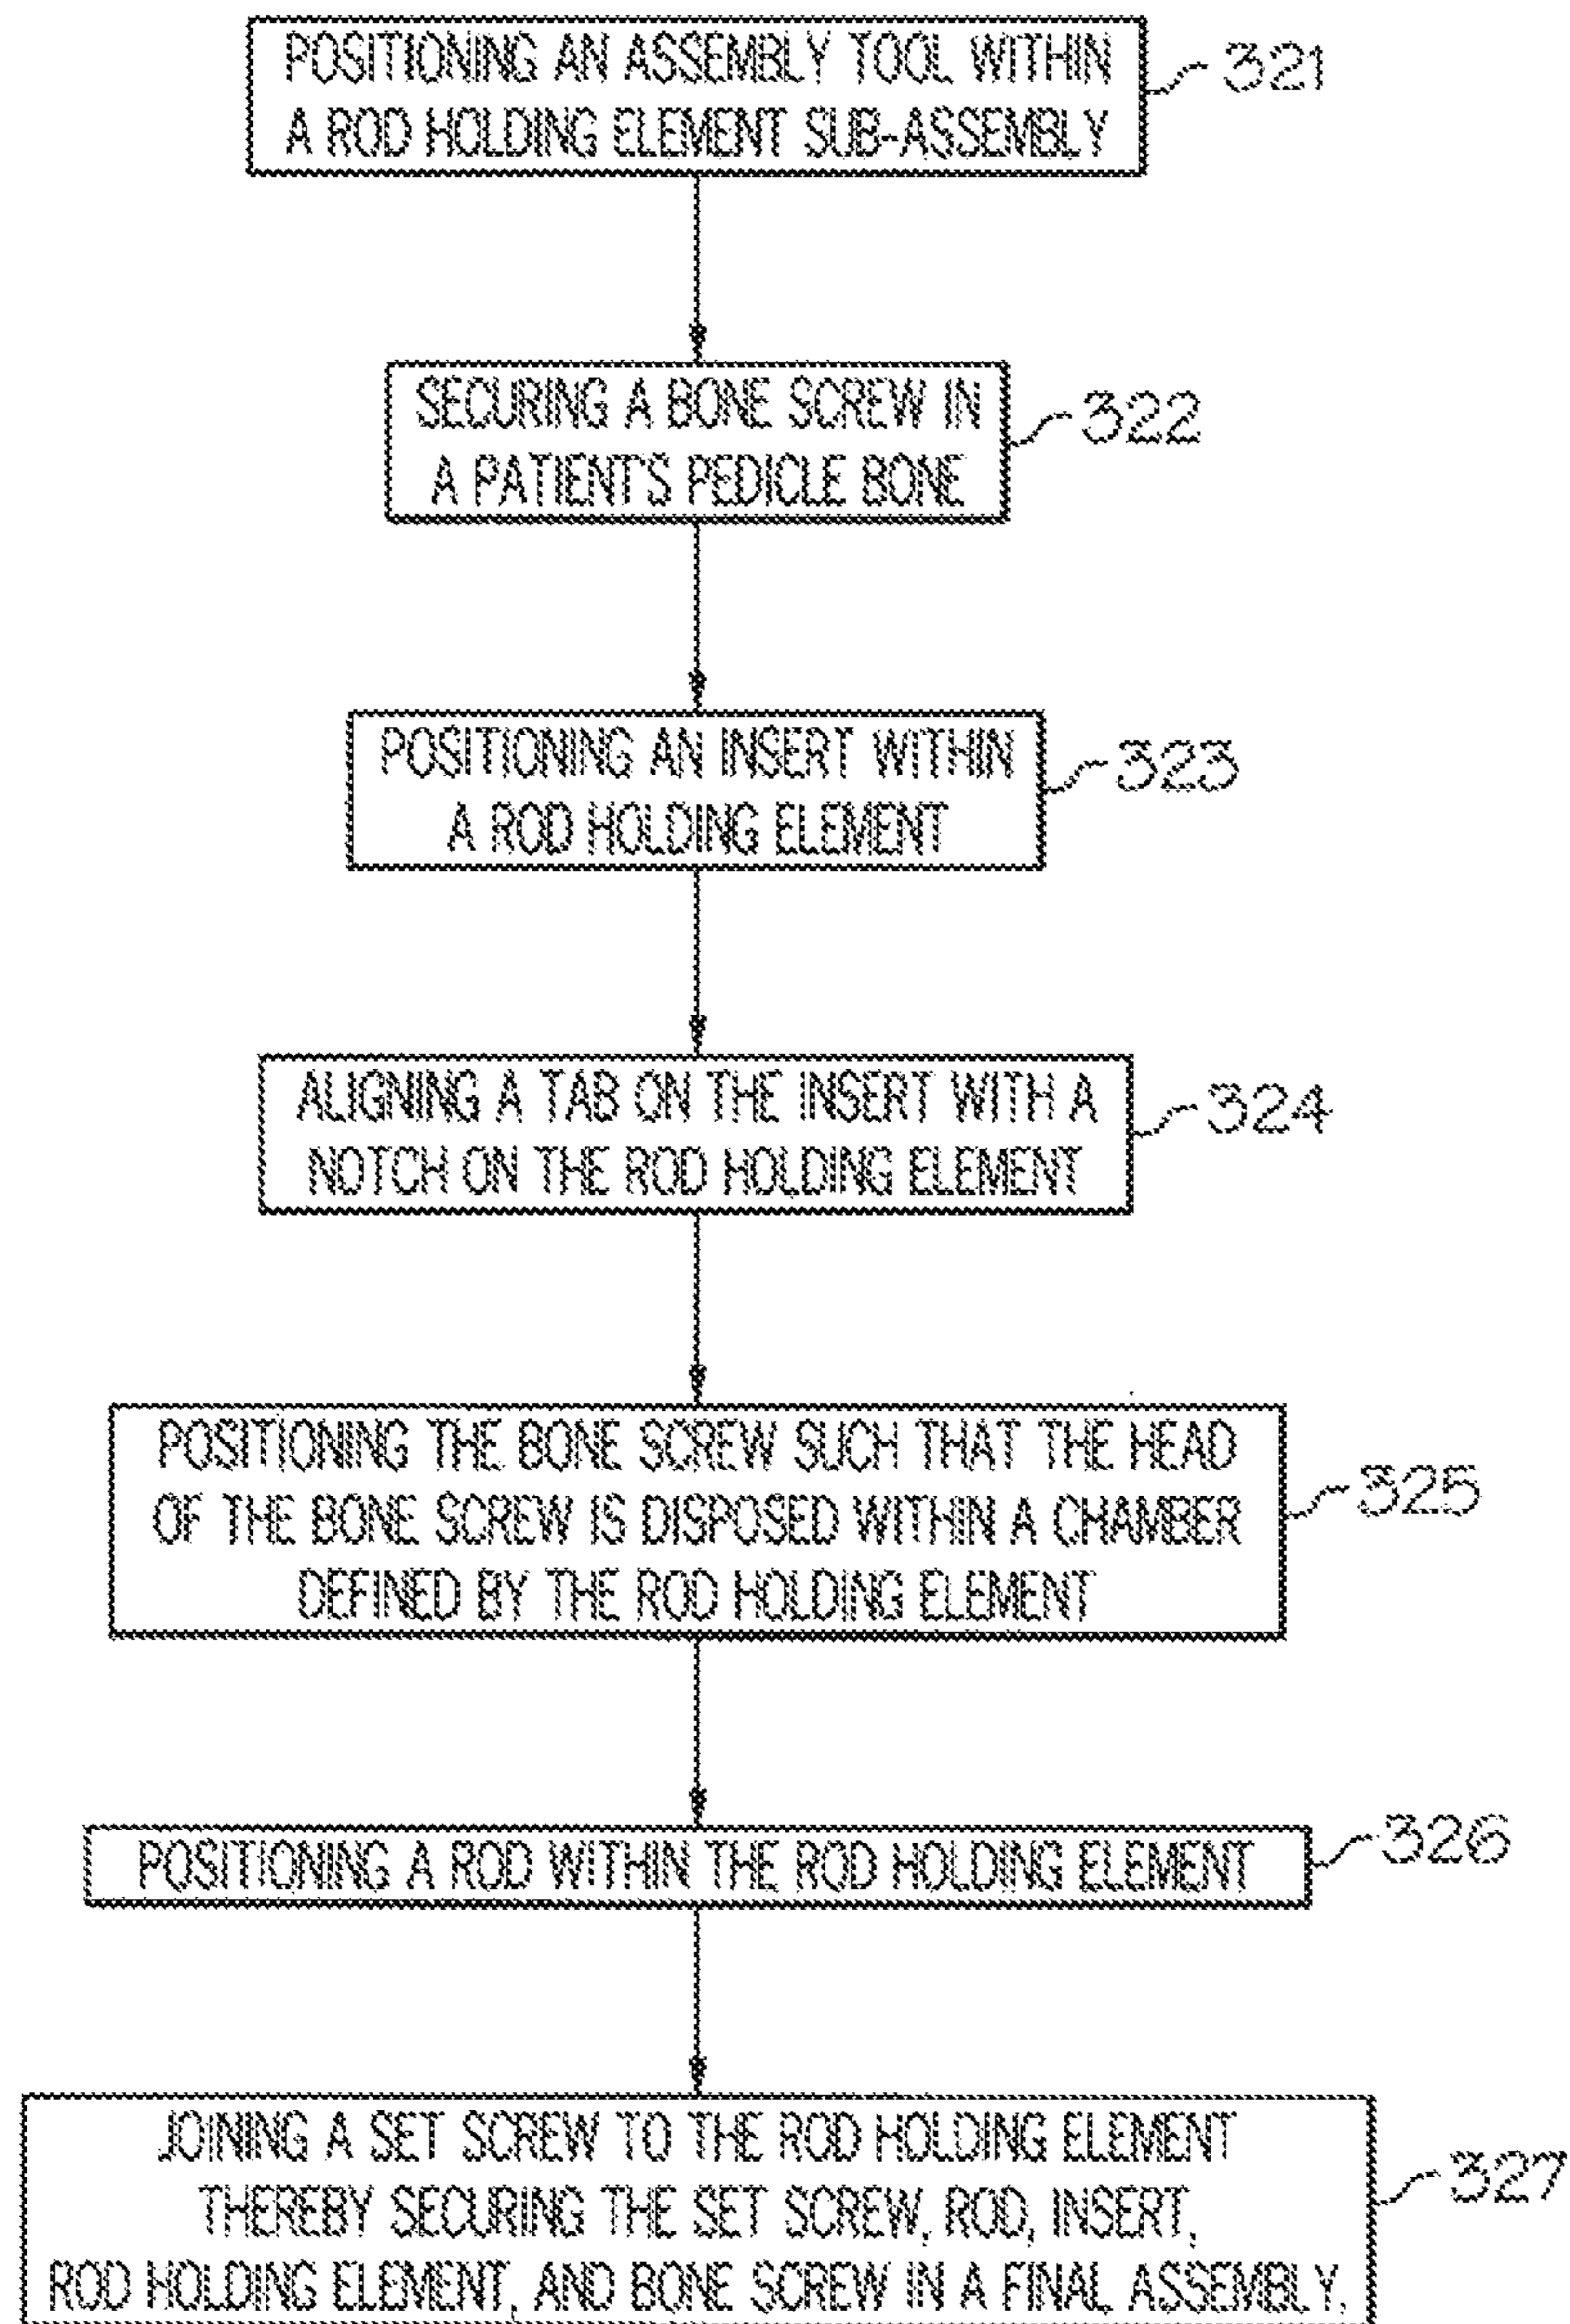 POSITIONING AN ASSEMBLY TOOL WITHIN
A ROD HOLDING ELEMENT SUB-ASSEMBLY
321
SECURING A BONE SCREW IN
A PATIENT'S PEDICLE BONE
322
POSITIONING AN INSERT WITHIN
A ROD HOLDING ELEMENT
323
ALIGNING A TAB ON THE INSERT WITH A
NOTCH ON THE ROD HOLDING ELEMENT
324
POSITIONING THE BONE SCREW SUCH THAT THE HEAD
OF THE BONE SCREW IS DISPOSED WITHIN A CHAMBER
DEFINED BY THE ROD HOLDING ELEMENT
325
POSITIONING A ROD WITHIN THE ROD HOLDING ELEMENT
326
JOINING A SET SCREW TO THE ROD HOLDING ELEMENT
THEREBY SECURING THE SET SCREW, ROD, INSERT,
ROD HOLDING ELEMENT, AND BONE SCREW IN A FINAL ASSEMBLY.
327